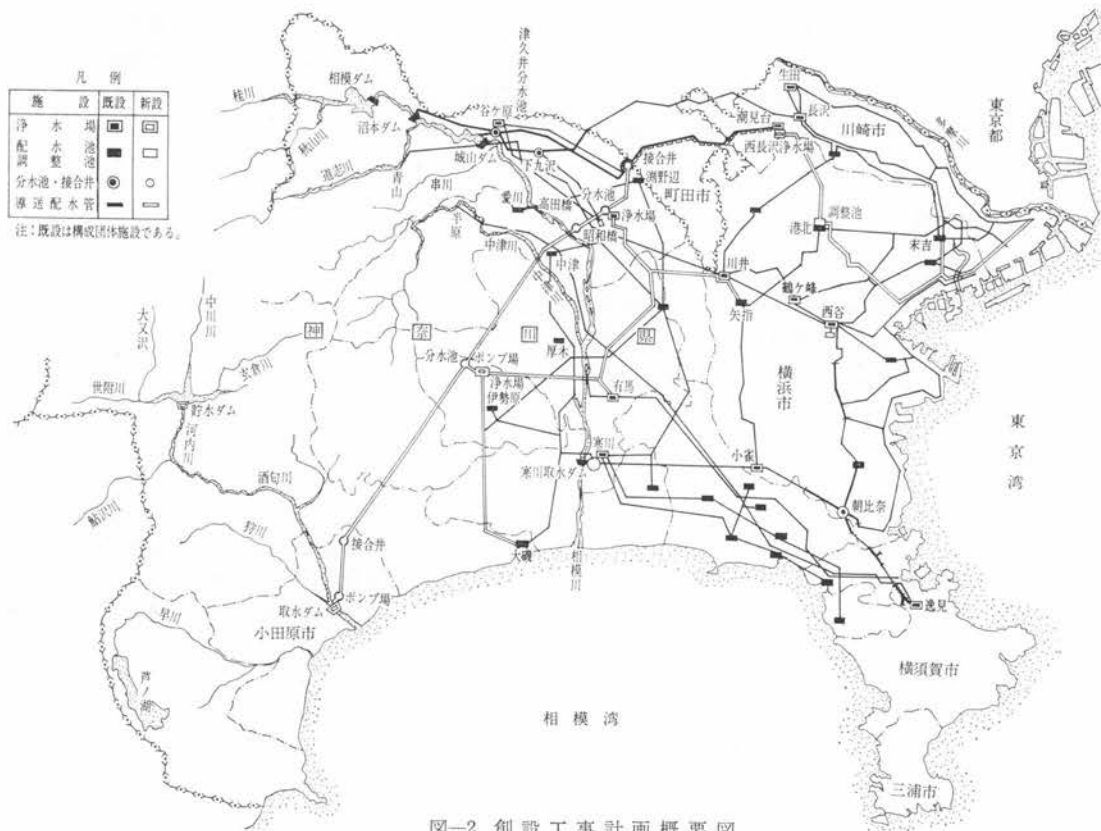 凡例
施設 既設 新設
浄水場
配水池
調整池
分水池・接合井
導送配水管
注:既設は構成団体施設である。
津久井分水池
相模ダム
桂川
沼本ダム
谷ケ原
道志川
城山ダム
下九沢
青山
串川
愛川
高田橋
分水池
浄水場
昭和橋
接合井
淵野辺
町田市
潮見台
西長沢浄水場
生田
長沢
川崎市
多摩川
東京都
調整池
港北
末吉
中津川
中津
川井
矢指
鶴ケ峰
西谷
神奈川県
大又沢
中川川
玄倉川
世附川
貯水ダム
河内川
厚木
分水池
ポンプ場
浄水場
伊勢原
有馬
横浜市
東京湾
酒匂川
鮎沢川
狩川
寒川
寒川取水ダム
小雀
朝比奈
接合井
大磯
相模川
ポンプ場
取水ダム
早川
小田原市
芦ノ湖
逸見
横須賀市
相模湾
三浦市
図—2 創設工事計画概要図